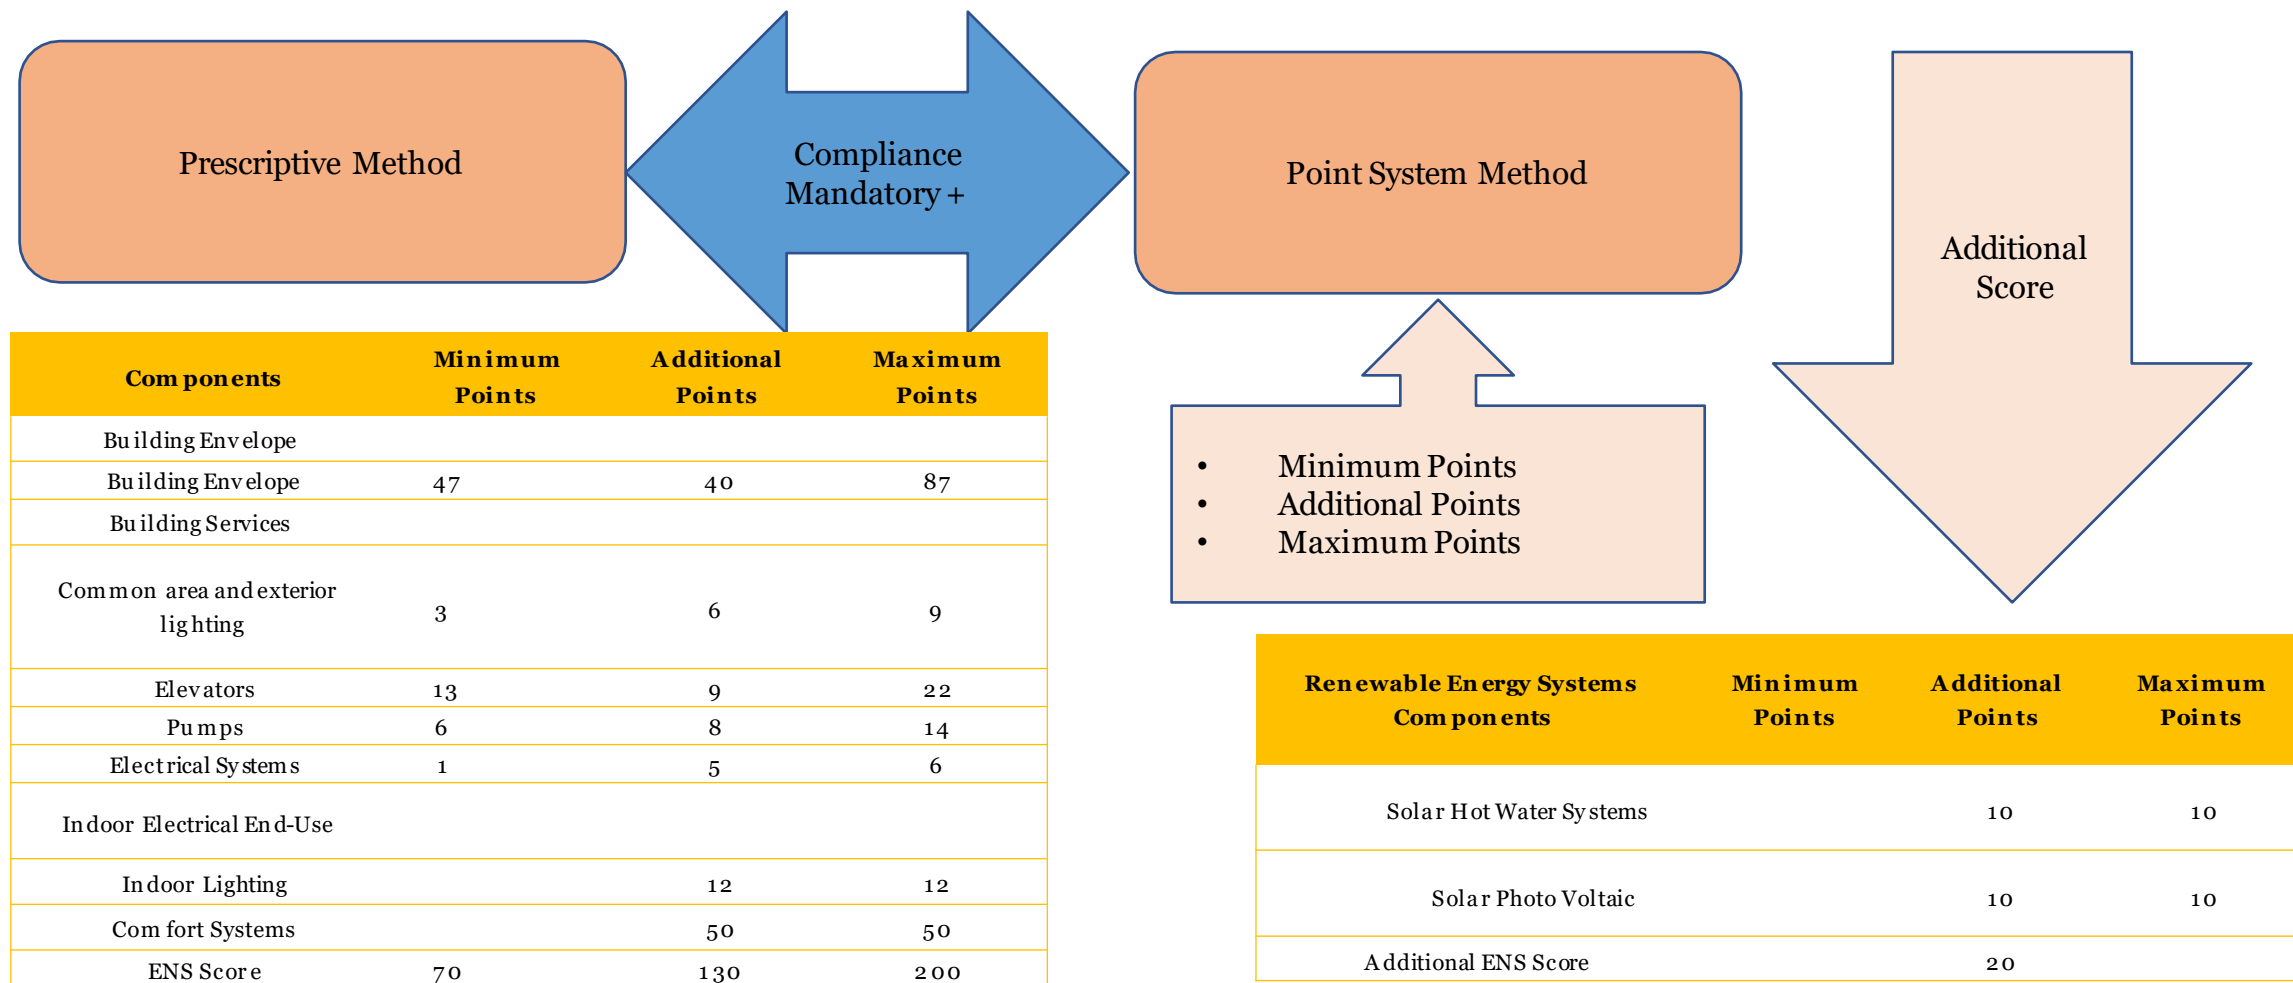 Prescriptive Method
Compliance
Mandatory +
Point System Method
Additional
Score
• Minimum Points
• Additional Points
• Maximum Points
Components Minimum Points Additional Points Maximum Points
Building Envelope
Building Envelope 47 40 87
Building Services
Common area and exterior lighting 3 6 9
Elevators 13 9 22
Pumps 6 8 14
Electrical Systems 1 5 6
Indoor Electrical End-Use
Indoor Lighting 12 12
Comfort Systems 50 50
ENS Score 70 130 200
Renewable Energy Systems Components Minimum Points Additional Points Maximum Points
Solar Hot Water Systems 10 10
Solar Photo Voltaic 10 10
Additional ENS Score 20